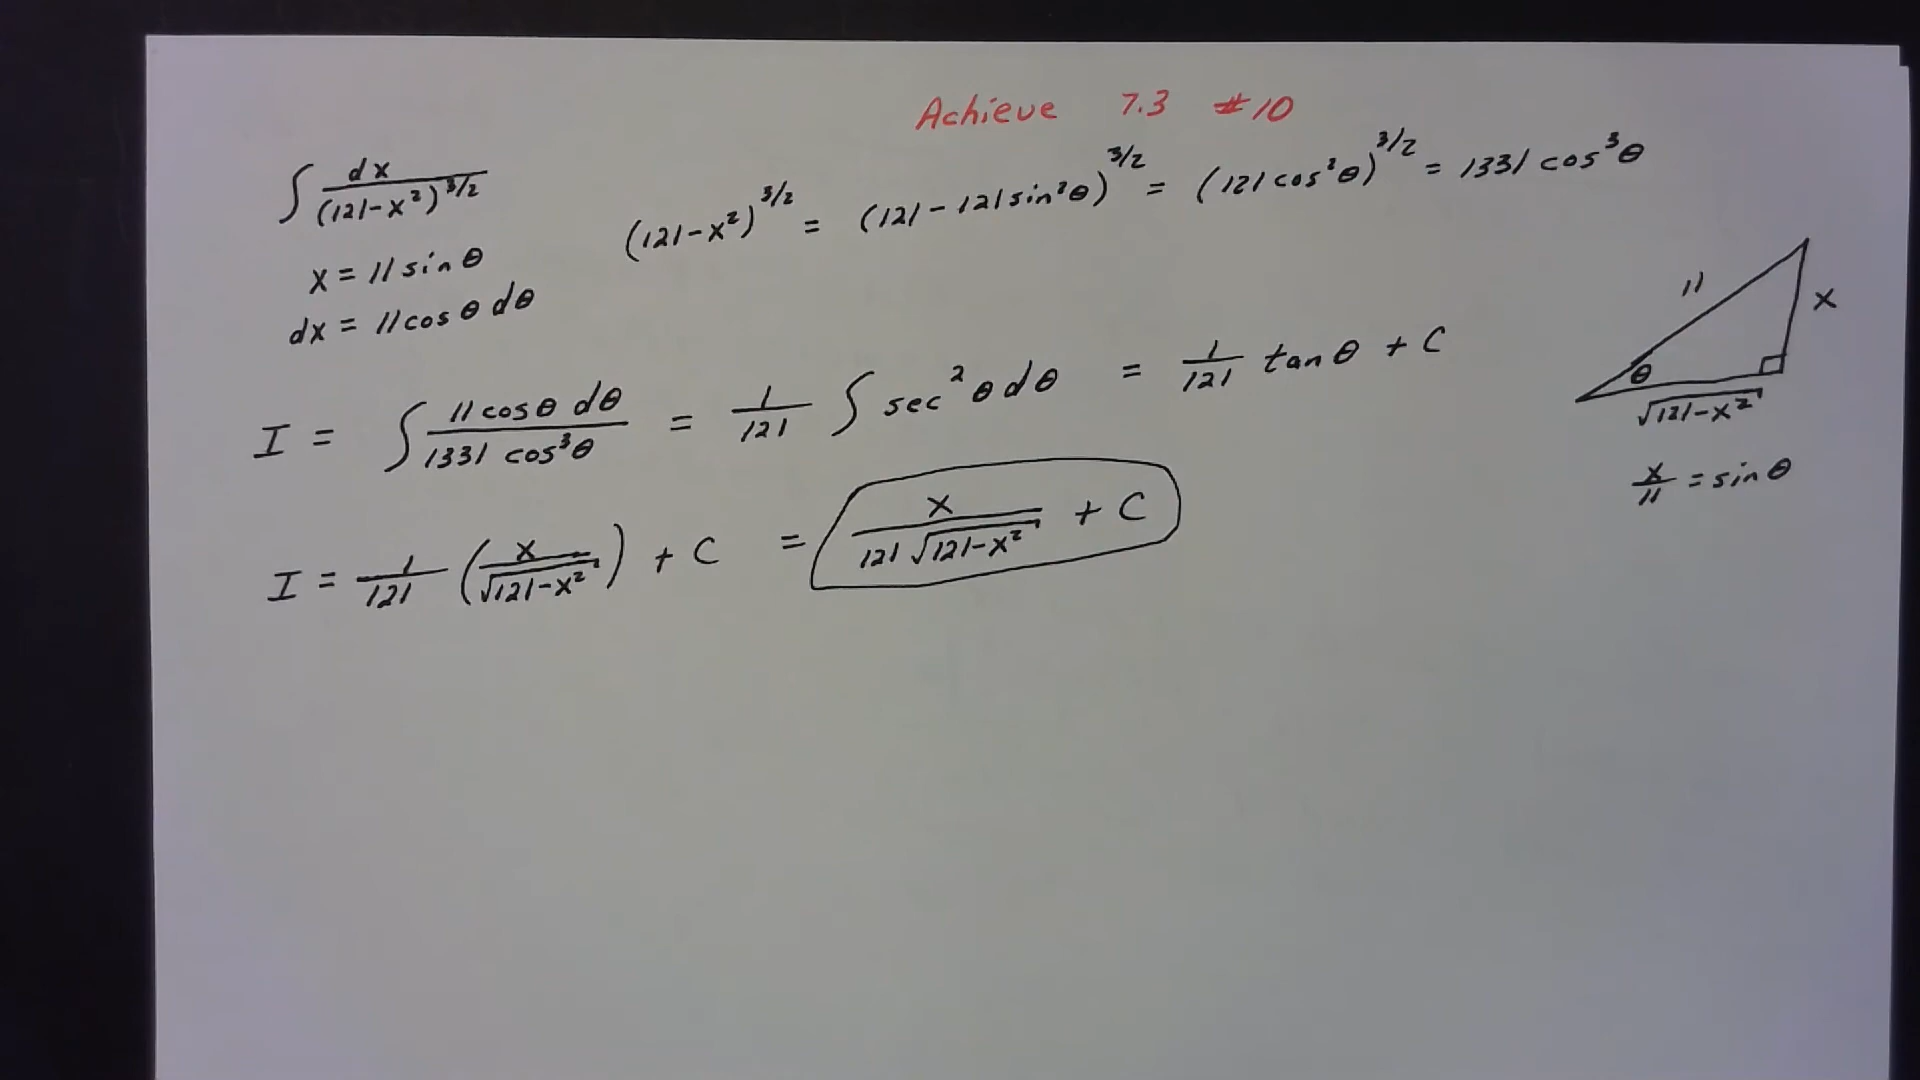 Achieve 7.3 #10
∫ dx/(121-x²)^3/2
(121-x²)^3/2 = (121-121sin²θ)^3/2 = (121cos²θ)^3/2 = 1331 cos³θ
x = 11 sin θ
dx = 11cos θ dθ
11
x
θ
√121-x²
x/11 = sin θ
I = ∫ 11cosθ dθ/1331 cos³θ = 1/121 ∫ sec²θ dθ = 1/121 tan θ + C
I = 1/121 (x/√121-x²) + C = x/121√121-x² + C